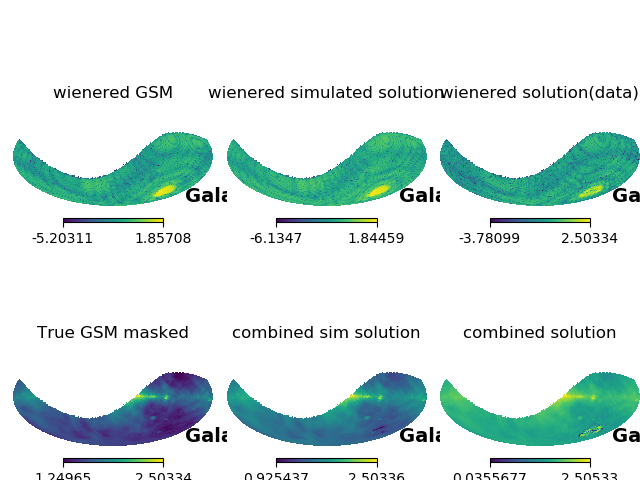 wienered GSM
wienered simulated solution
wienered solution(data)
Gala
Gala
Ga
-5.20311 1.85708
-6.1347 1.84459
-3.78099 2.50334
True GSM masked
combined sim solution
combined solution
Gala
Gala
Ga
1.24965 2.50334
0.925437 2.50336
0.0355677 2.50533